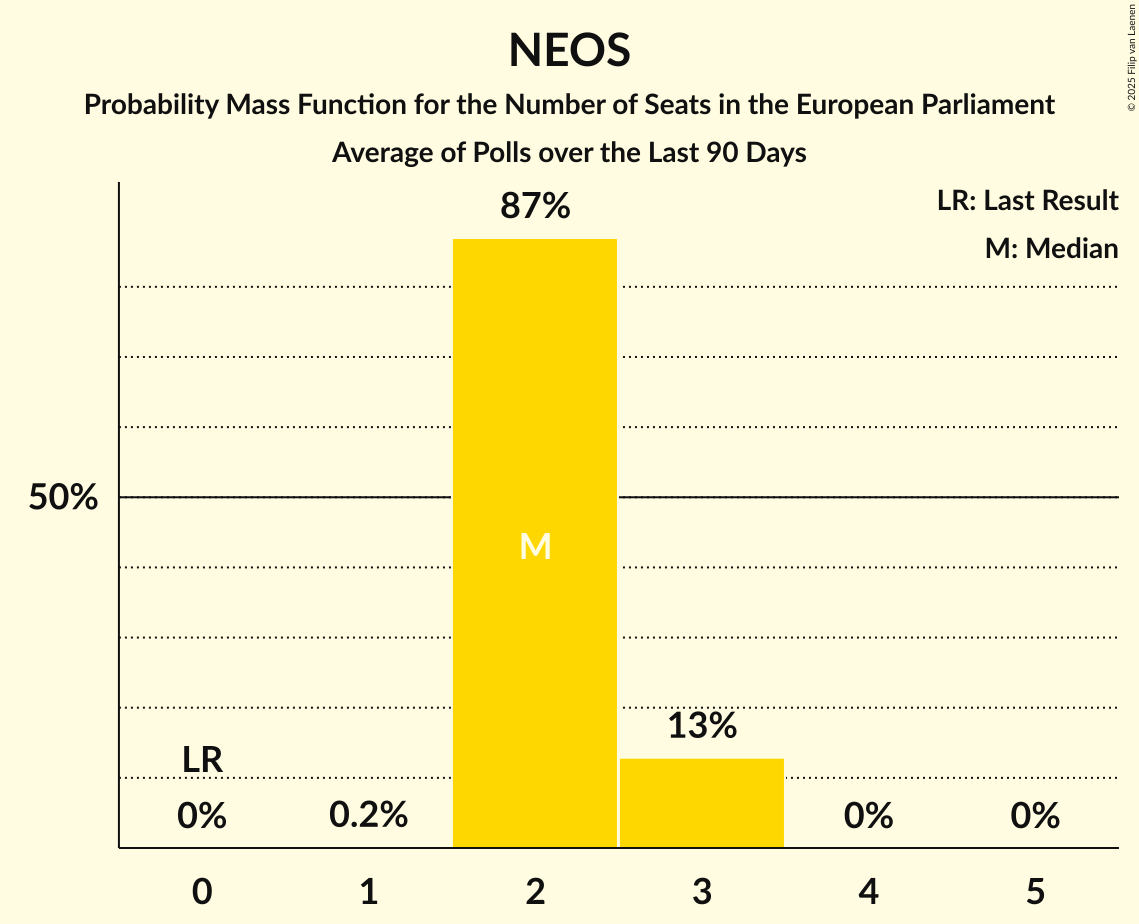 NEOS
Probability Mass Function for the Number of Seats in the European Parliament
Average of Polls over the Last 90 Days
© 2025 Filip van Laenen
LR: Last Result
M: Median
87%
50%
M
13%
LR
0%
0.2%
0%
0%
0 1 2 3 4 5